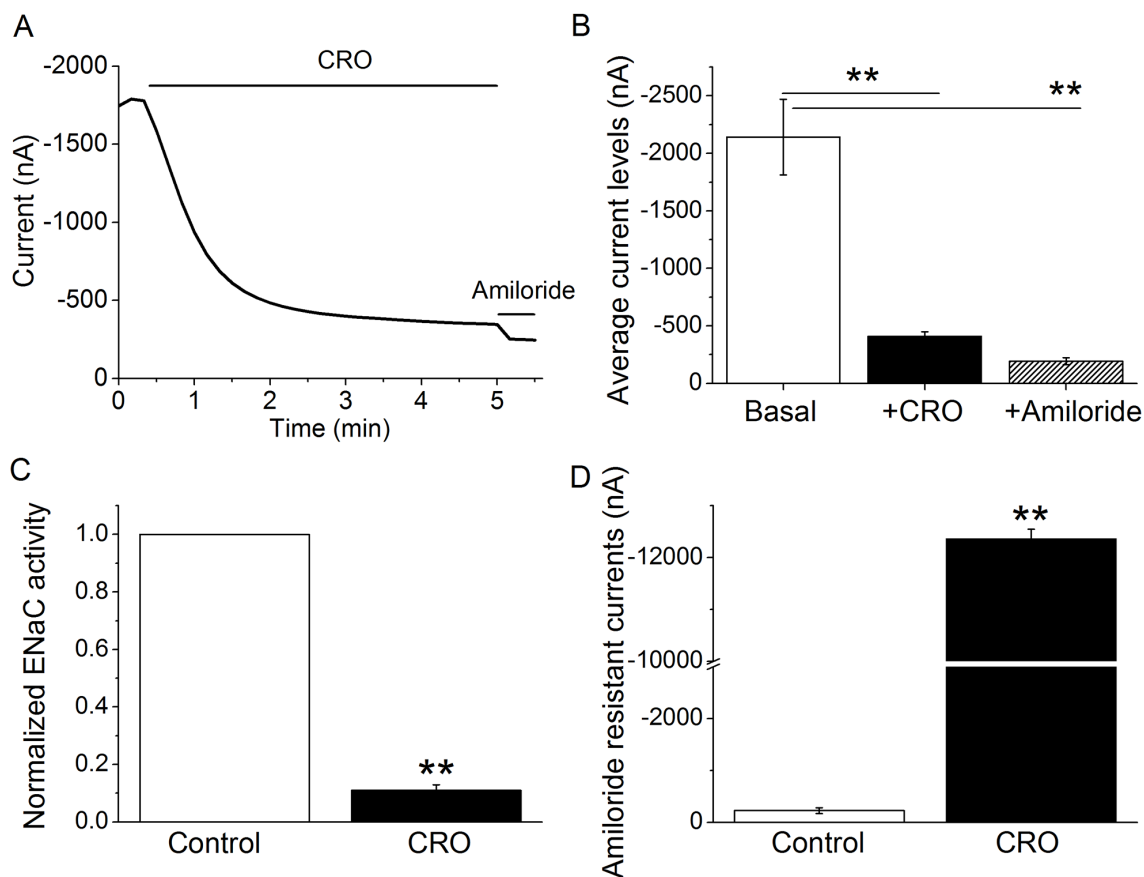 A
CRO
Amiloride
Current (nA)
-2000
-1500
-1000
-500
0
0 1 2 3 4 5
Time (min)
B
** **
Average current levels (nA)
-2500
-2000
-1500
-1000
-500
0
Basal +CRO +Amiloride
C
Normalized ENaC activity
1.0
0.8
0.6
0.4
0.2
0.0
**
Control CRO
D
Amiloride resistant currents (nA)
**
-12000
-10000
-2000
0
Control CRO